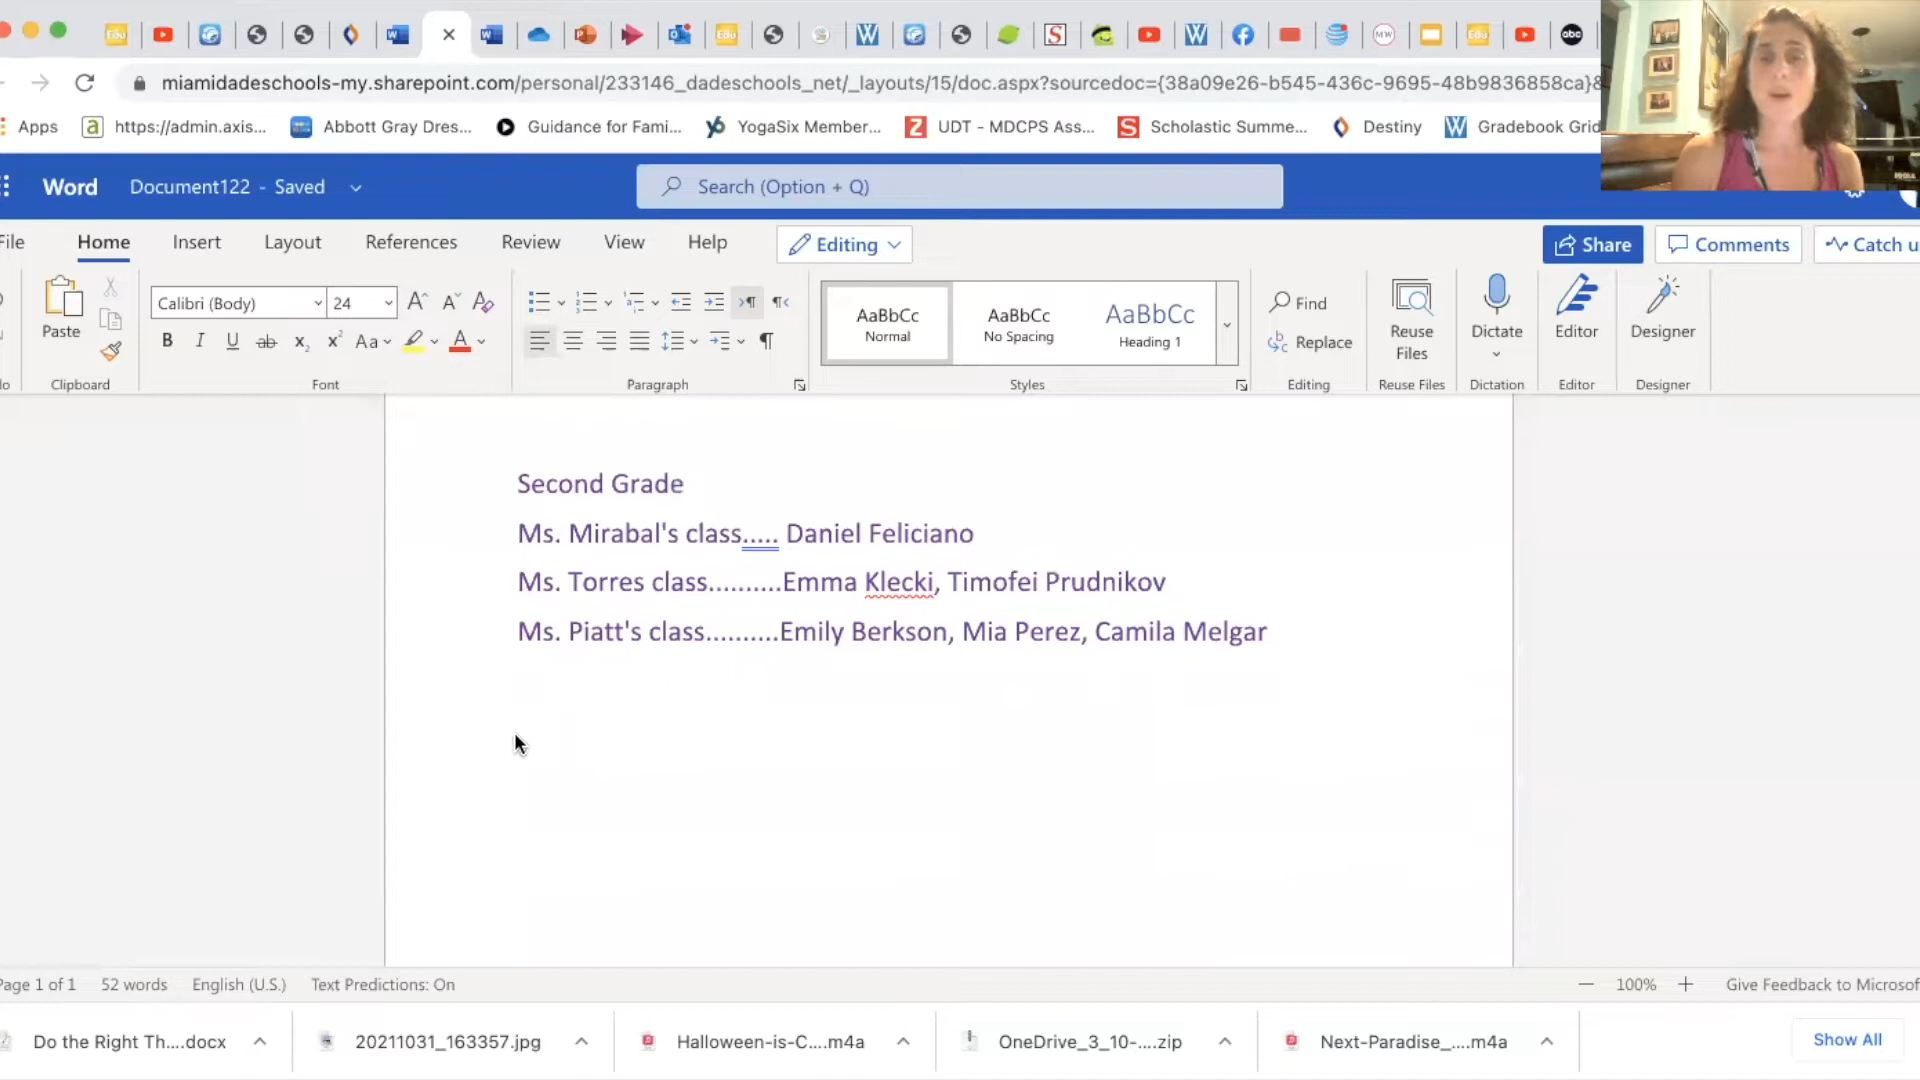 miamidadeschools-my.sharepoint.com/personal/233146_dadeschools_net/_layouts/15/doc.aspx?sourcedoc={38a09e26-b545-436c-9695-48b9836858ca}&
Apps https://admin.axis... Abbott Gray Dres... Guidance for Fami... YogaSix Member... UDT - MDCPS Ass... Scholastic Summe... Destiny Gradebook Grid
Word Document122 - Saved Search (Option + Q)
File Home Insert Layout References Review View Help Editing Share Comments Catch u
Paste Calibri (Body) 24 AaBbCc Normal AaBbCc No Spacing AaBbCc Heading 1 Find Replace Reuse Files Dictate Editor Designer
Clipboard Font Paragraph Styles Editing Reuse Files Dictation Editor Designer
Second Grade
Ms. Mirabal's class..... Daniel Feliciano
Ms. Torres class..........Emma Klecki, Timofei Prudnikov
Ms. Piatt's class..........Emily Berkson, Mia Perez, Camila Melgar
Page 1 of 1 52 words English (U.S.) Text Predictions: On 100% Give Feedback to Microsof
Do the Right Th....docx 20211031_163357.jpg Halloween-is-C....m4a OneDrive_3_10-....zip Next-Paradise_....m4a Show All